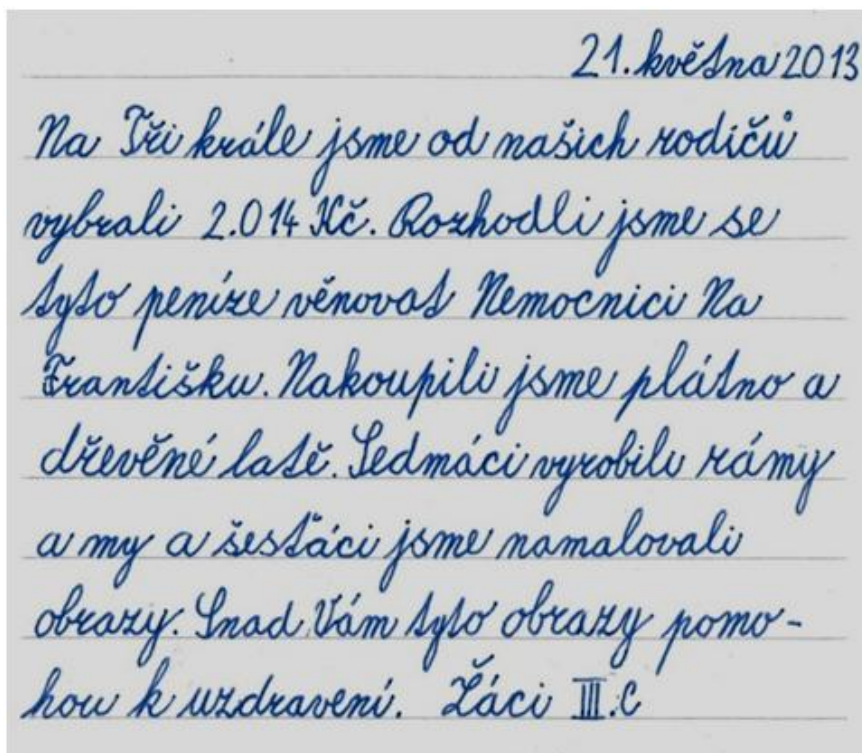 21. května 2013
Na Tři krále jsme od našich rodičů
vybrali 2.014 Kč. Rozhodli jsme se
tyto peníze věnovat Nemocnici Na
Františku. Nakoupili jsme plátno a
dřevěné latě. Sedmáci vyrobili rámy
a my a šesťáci jsme namalovali
obrazy. Snad Vám tyto obrazy pomo-
hou k uzdravení. Žáci III.C